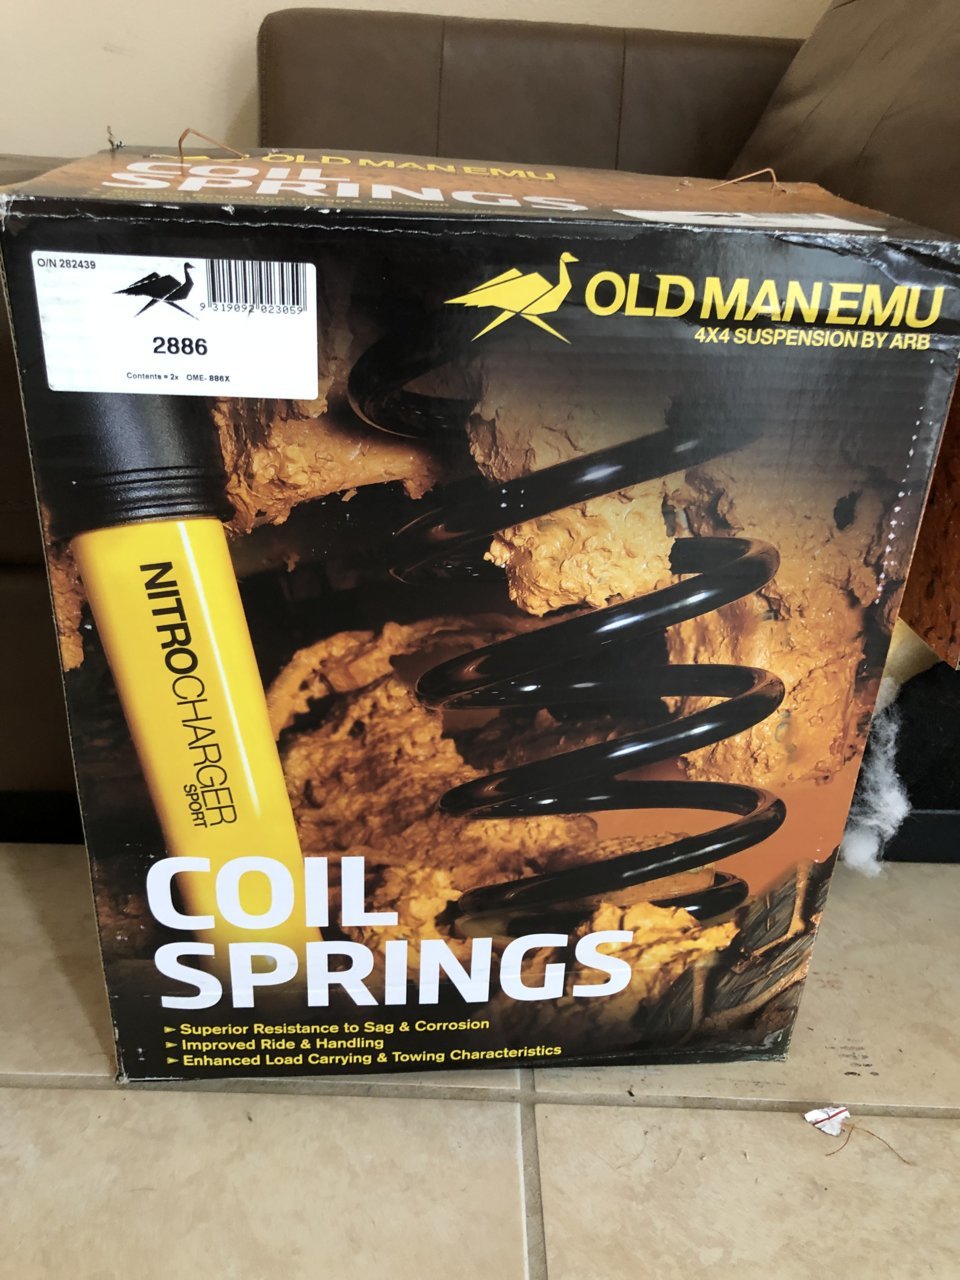 OLD MAN EMU
COIL
SPRINGS
O/N 282439
9 319092 023059
2886
Contents = 2x OME- 886X
OLD MAN EMU
4X4 SUSPENSION BY ARB
NITROCHARGER
SPORT
COIL
SPRINGS
► Superior Resistance to Sag & Corrosion
► Improved Ride & Handling
► Enhanced Load Carrying & Towing Characteristics